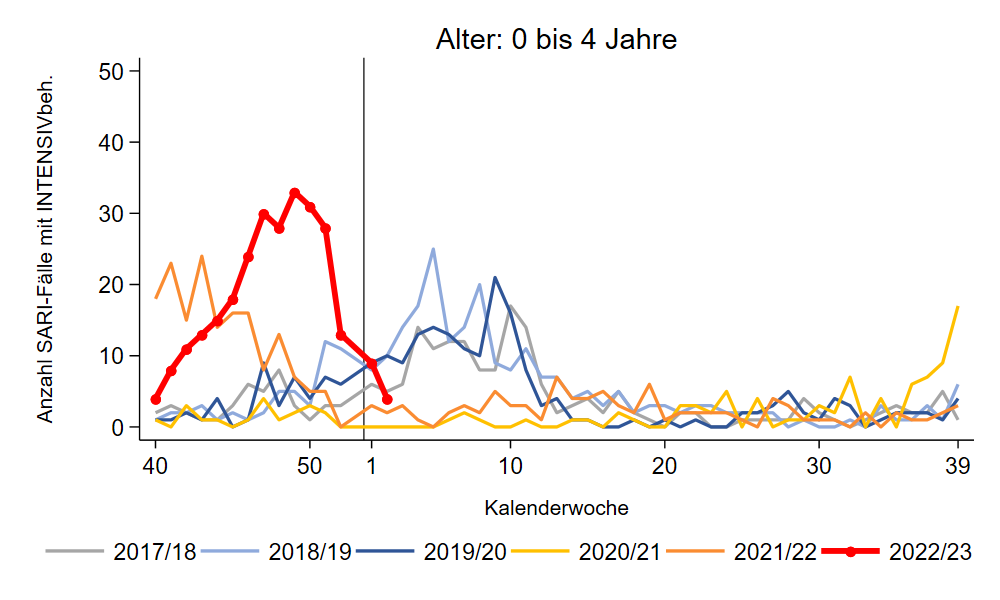 Alter: 0 bis 4 Jahre
Anzahl SARI-Fälle mit INTENSIVbeh.
50
40
30
20
10
0
40 50 1 10 20 30 39
Kalenderwoche
2017/18 2018/19 2019/20 2020/21 2021/22 2022/23